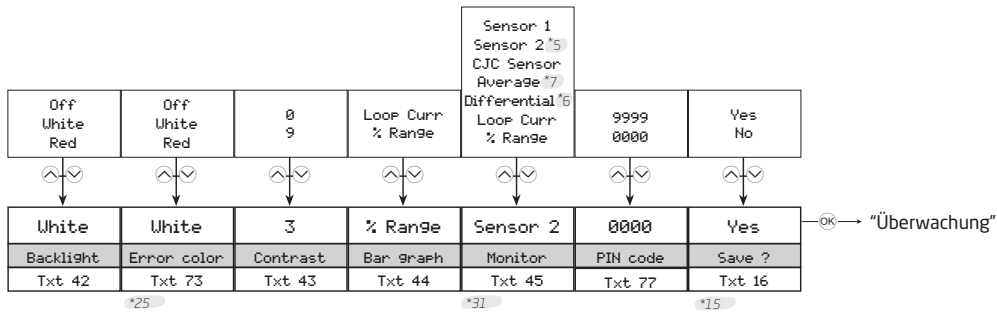 Sensor 1
Sensor 2 *5
CJC Sensor
Average *7
Differential *6
Loop Curr
% Range
Off
White
Red
Off
White
Red
0
9
Loop Curr
% Range
9999
0000
Yes
No
White
White
3
% Range
Sensor 2
0000
Yes
OK
"Überwachung"
Backlight
Error color
Contrast
Bar graph
Monitor
PIN code
Save ?
Txt 42
Txt 73
Txt 43
Txt 44
Txt 45
Txt 77
Txt 16
*25
*31
*15